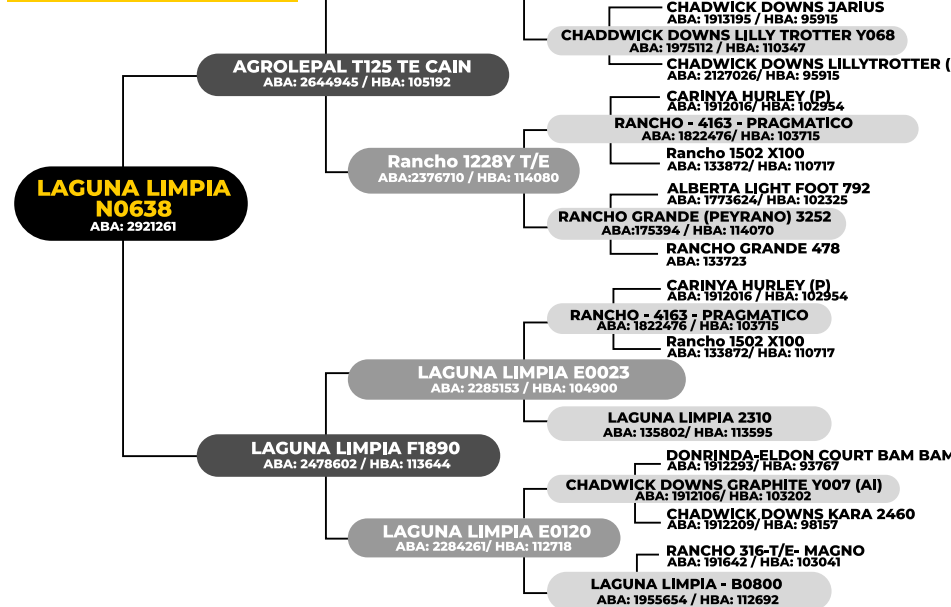 CHADWICK DOWNS JARIUS
ABA: 1913195 / HBA: 95915
CHADDWICK DOWNS LILLY TROTTER Y068
ABA: 1975112 / HBA: 110347
AGROLEPAL T125 TE CAIN
ABA: 2644945 / HBA: 105192
CHADWICK DOWNS LILLYTROTTER (
ABA: 2127026/ HBA: 95915
CARINYA HURLEY (P)
ABA: 1912016/ HBA: 102954
RANCHO - 4163 - PRAGMATICO
ABA: 1822476/ HBA: 103715
Rancho 1228Y T/E
ABA:2376710 / HBA: 114080
Rancho 1502 X100
ABA: 133872/ HBA: 110717
LAGUNA LIMPIA
N0638
ABA: 2921261
ALBERTA LIGHT FOOT 792
ABA: 1773624/ HBA: 102325
RANCHO GRANDE (PEYRANO) 3252
ABA:175394 / HBA: 114070
RANCHO GRANDE 478
ABA: 133723
CARINYA HURLEY (P)
ABA: 1912016 / HBA: 102954
RANCHO - 4163 - PRAGMATICO
ABA: 1822476 / HBA: 103715
Rancho 1502 X100
ABA: 133872/ HBA: 110717
LAGUNA LIMPIA E0023
ABA: 2285153 / HBA: 104900
LAGUNA LIMPIA 2310
ABA: 135802/ HBA: 113595
LAGUNA LIMPIA F1890
ABA: 2478602 / HBA: 113644
DONRINDA-ELDON COURT BAM BAM
ABA: 1912293/ HBA: 93767
CHADWICK DOWNS GRAPHITE Y007 (AI)
ABA: 1912106/ HBA: 103202
CHADWICK DOWNS KARA 2460
ABA: 1912209/ HBA: 98157
LAGUNA LIMPIA E0120
ABA: 2284261/ HBA: 112718
RANCHO 316-T/E- MAGNO
ABA: 191642 / HBA: 103041
LAGUNA LIMPIA - B0800
ABA: 1955654 / HBA: 112692